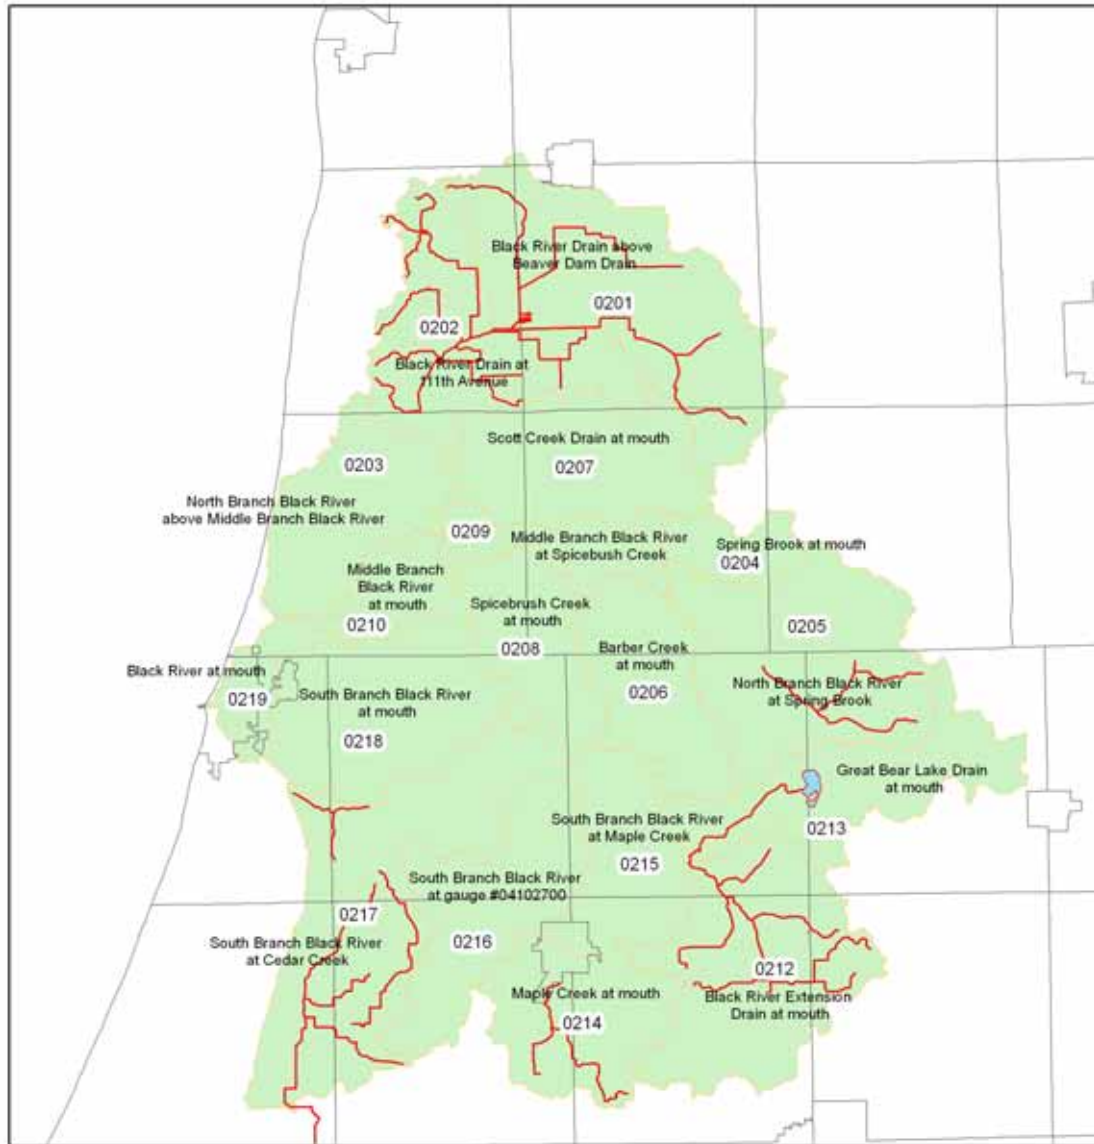 Black River Drain above
Beaver Dam Drain
0201
0202
Black River Drain at
111th Avenue
Scott Creek Drain at mouth
0203
0207
North Branch Black River
above Middle Branch Black River
0209
Middle Branch Black River
at Spicebush Creek
Spring Brook at mouth
0204
Middle Branch
Black River
at mouth
Spicebrush Creek
at mouth
0210
0205
0208
Barber Creek
at mouth
Black River at mouth
0219
South Branch Black River
at mouth
0206
North Branch Black River
at Spring Brook
0218
Great Bear Lake Drain
at mouth
South Branch Black River
at Maple Creek
0213
0215
South Branch Black River
at gauge #04102700
0217
South Branch Black River
at Cedar Creek
0216
0212
Maple Creek at mouth
Black River Extension
Drain at mouth
0214